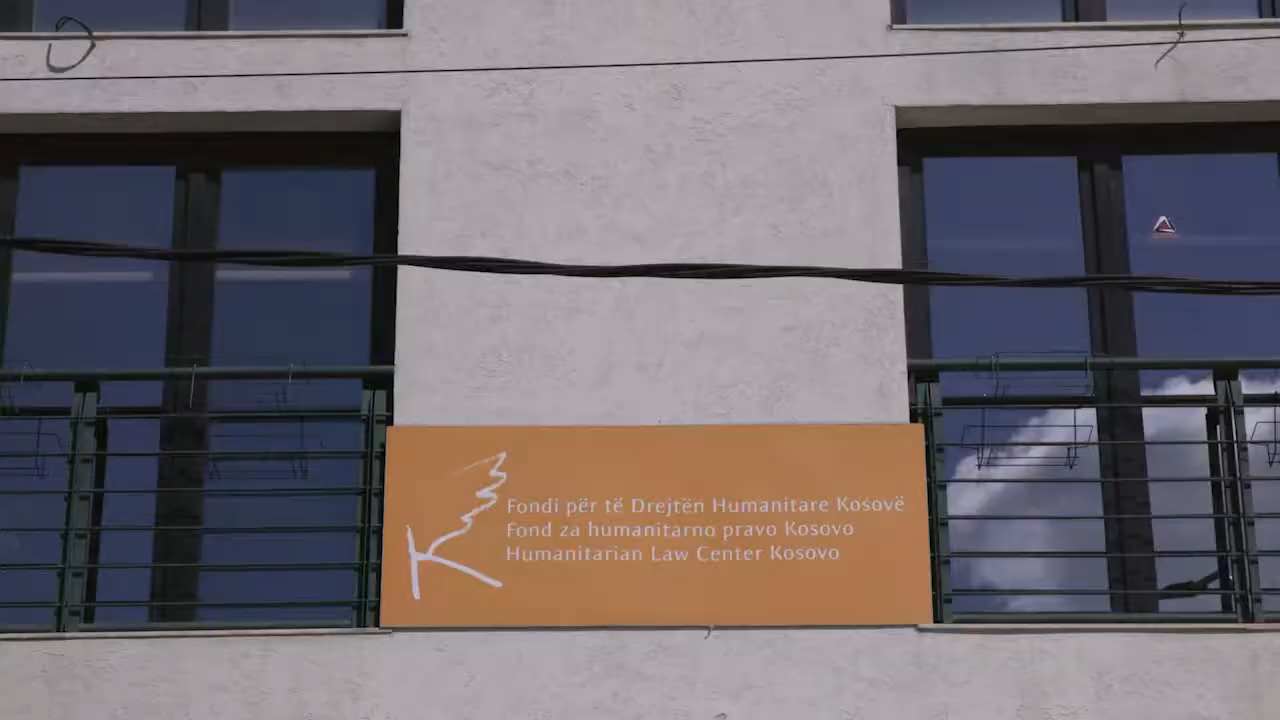 Fondi për të Drejtën Humanitare Kosovë
Fond za humanitarno pravo Kosovo
Humanitarian Law Center Kosovo